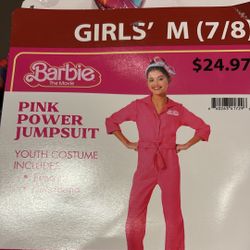 GIRLS' M (7/8)
Barbie
The Movie
$24.97
PINK
POWER
JUMPSUIT
YOUTH COSTUME
INCLUDES: